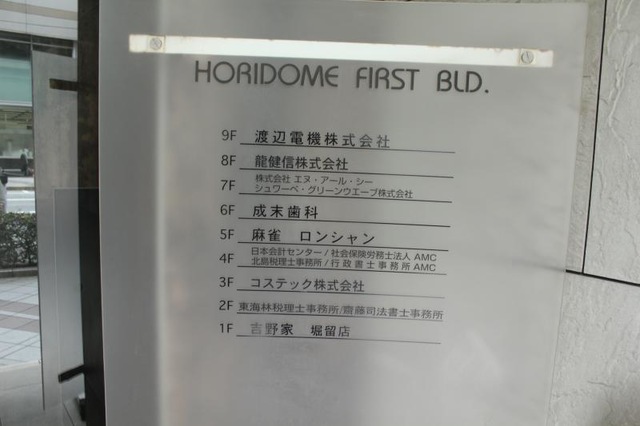 HORIDOME FIRST BLD.
9F 渡辺電機株式会社
8F 龍健信株式会社
7F 株式会社 エヌ・アール・シー
シュワーベ・グリーンウエーブ株式会社
6F 成末歯科
5F 麻雀 ロンシャン
4F 日本会計センター/社会保険労務士法人 AMC
北島税理士事務所/行政書士事務所 AMC
3F コステック株式会社
2F 東海林税理士事務所/齋藤司法書士事務所
1F 吉野家 堀留店